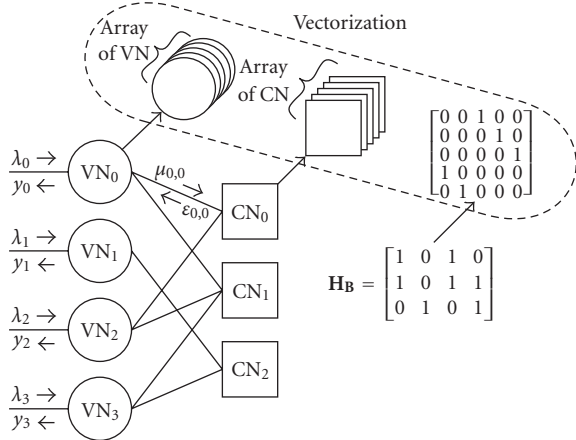 Vectorization
Array
of VN
Array
of CN
0 0 1 0 0
0 0 0 1 0
0 0 0 0 1
1 0 0 0 0
0 1 0 0 0
λ0 →
y0 ←
VN0
μ0,0
ε0,0
CN0
λ1 →
y1 ←
VN1
CN1
HB =
1 0 1 0
1 0 1 1
0 1 0 1
λ2 →
y2 ←
VN2
CN2
λ3 →
y3 ←
VN3